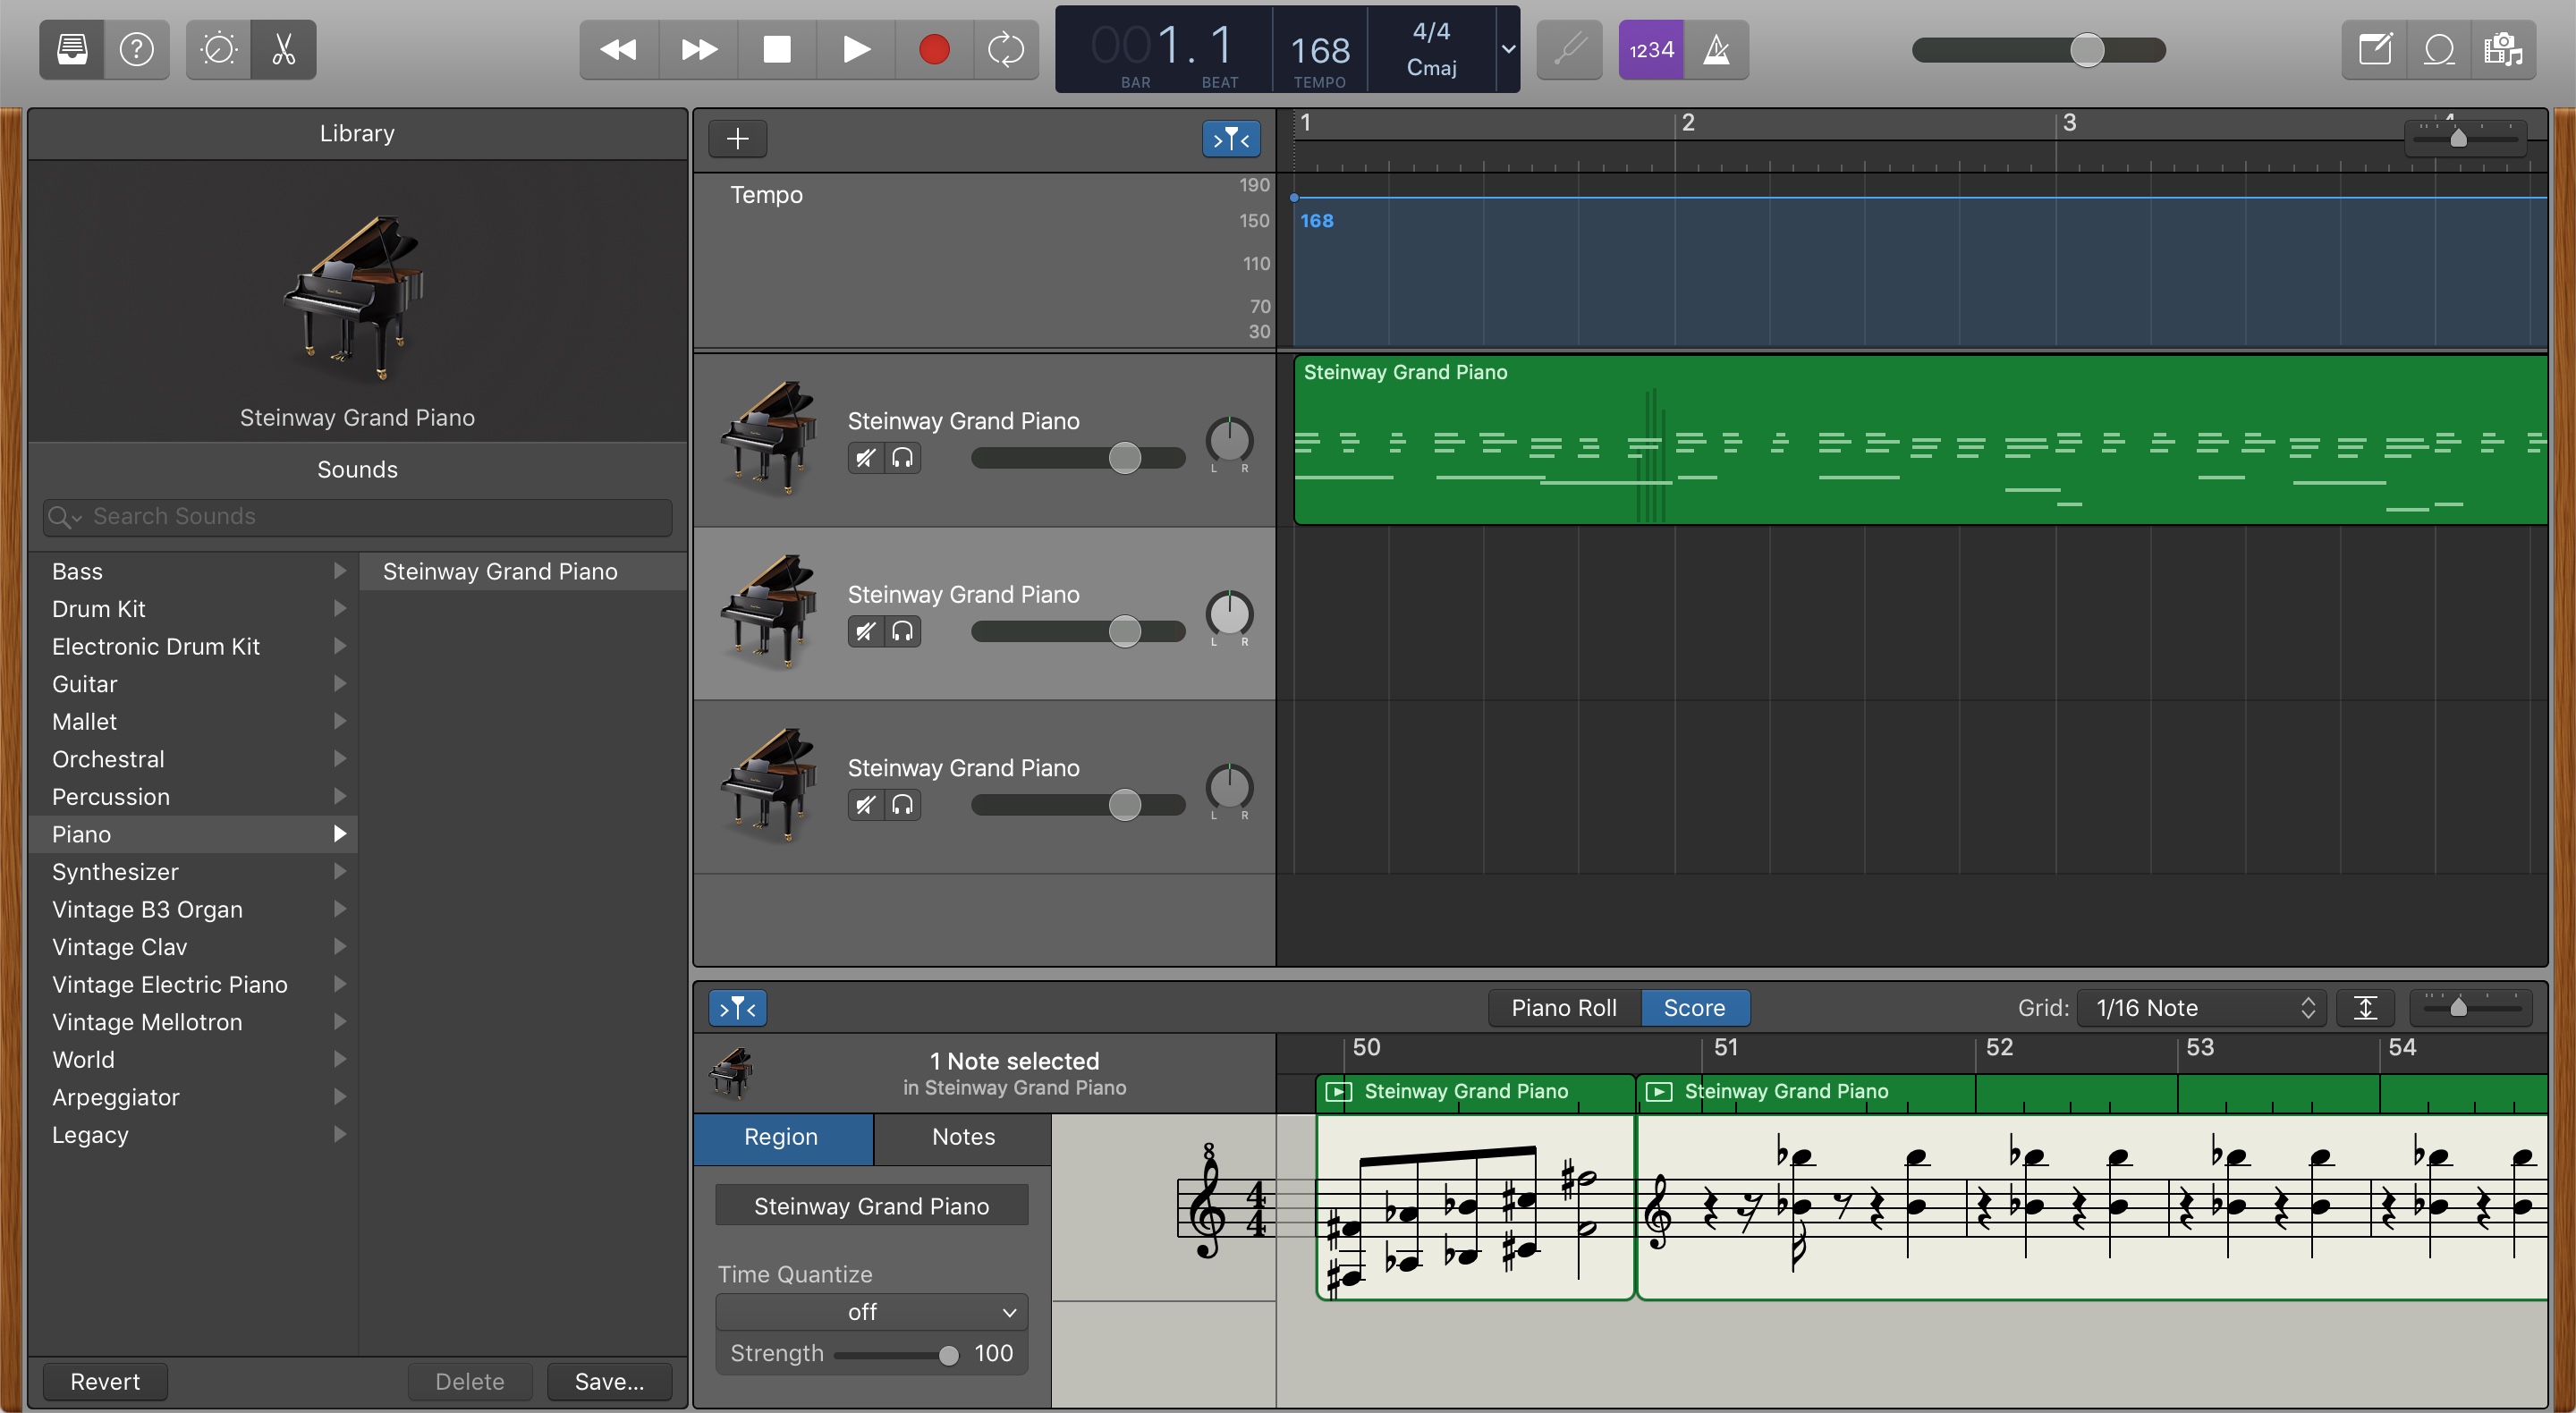 001. 1
BAR
BEAT
168
TEMPO
4/4
Cmaj
1234
Library
Steinway Grand Piano
Sounds
Search Sounds
Bass
Drum Kit
Electronic Drum Kit
Guitar
Mallet
Orchestral
Percussion
Piano
Synthesizer
Vintage B3 Organ
Vintage Clav
Vintage Electric Piano
Vintage Mellotron
World
Arpeggiator
Legacy
Steinway Grand Piano
Revert
Delete
Save...
1
2
3
4
Tempo
190
150
110
70
30
168
Steinway Grand Piano
L R
Steinway Grand Piano
Steinway Grand Piano
L R
Steinway Grand Piano
L R
Piano Roll
Score
Grid:
1/16 Note
1 Note selected
in Steinway Grand Piano
50
51
52
53
54
Steinway Grand Piano
Steinway Grand Piano
Region
Notes
Steinway Grand Piano
Time Quantize
off
Strength
100
8
4
4